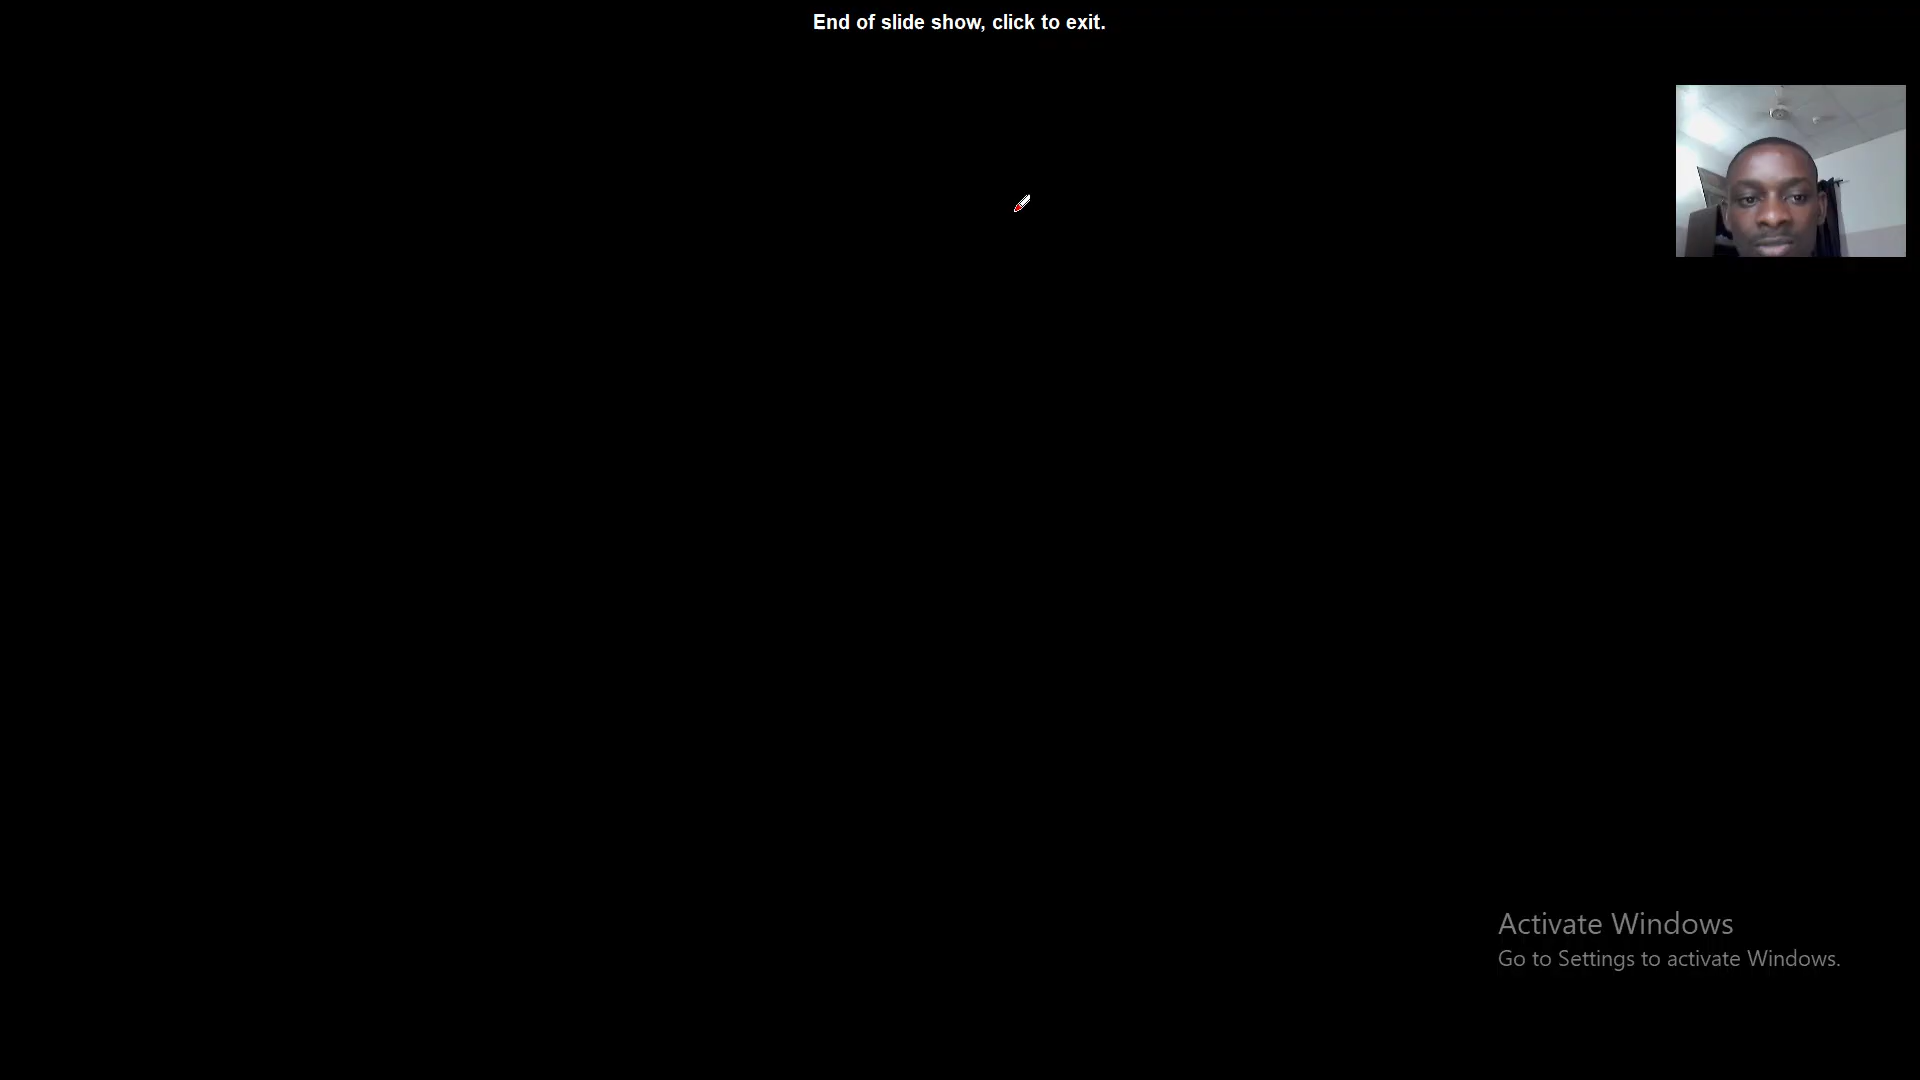 End of slide show, click to exit.
Activate Windows
Go to Settings to activate Windows.